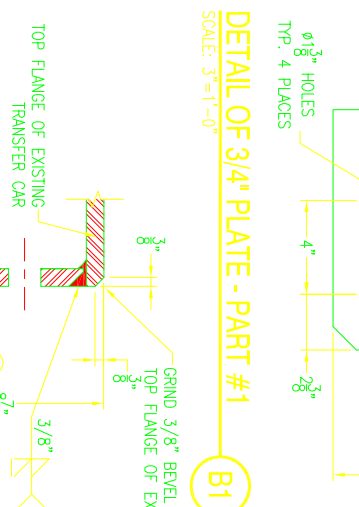 ø1 3/8" HOLES
TYP. 4 PLACES
4"
2 3/8"
DETAIL OF 3/4" PLATE - PART #1
SCALE: 3"=1'-0"
B1
TOP FLANGE OF EXISTING
TRANSFER CAR
3/8"
3/8"
GRIND 3/8" BEVEL
TOP FLANGE OF EX
3/8"